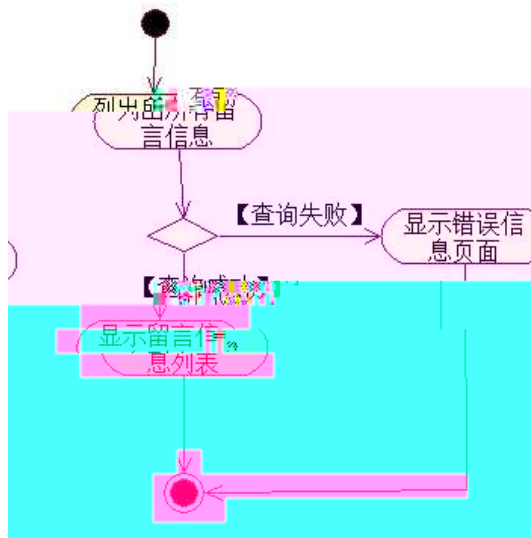 列出所有留
言信息
【查询失败】
显示错误信
息页面
【查询成功】
显示留言信
息列表